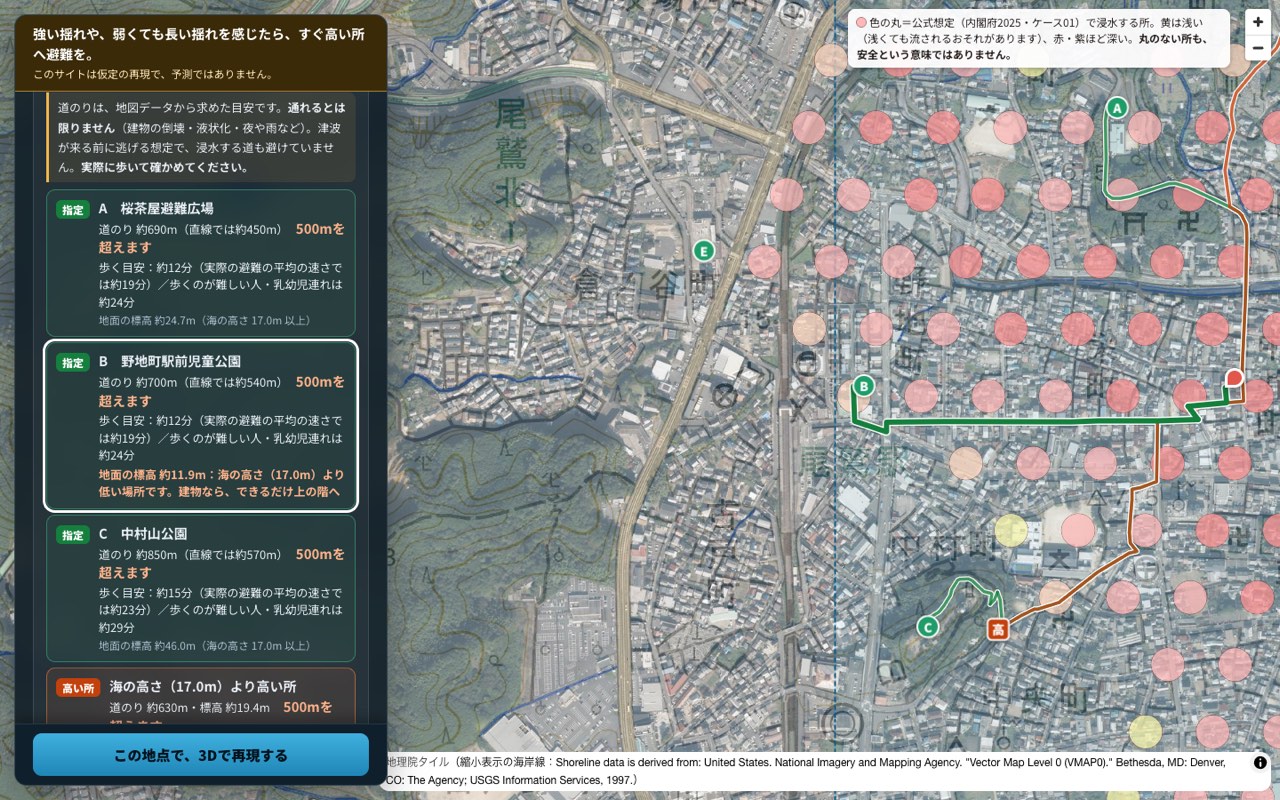 強い揺れや、弱くても長い揺れを感じたら、すぐ高い所
へ避難を。
このサイトは仮定の再現で、予測ではありません。
道のりは、地図データから求めた目安です。通れるとは
限りません（建物の倒壊・液状化・夜や雨など）。津波
が来る前に逃げる想定で、浸水する道も避けていませ
ん。実際に歩いて確かめてください。
指定 A 桜茶屋避難広場
道のり 約690m（直線では約450m） 500mを
超えます
歩く目安：約12分（実際の避難の平均の速さで
は約19分）／歩くのが難しい人・乳幼児連れは
約24分
地面の標高 約24.7m（海の高さ 17.0m 以上）
指定 B 野地町駅前児童公園
道のり 約700m（直線では約540m） 500mを
超えます
歩く目安：約12分（実際の避難の平均の速さで
は約19分）／歩くのが難しい人・乳幼児連れは
約24分
地面の標高 約11.9m：海の高さ（17.0m）より
低い場所です。建物なら、できるだけ上の階へ
指定 C 中村山公園
道のり 約850m（直線では約570m） 500mを
超えます
歩く目安：約15分（実際の避難の平均の速さで
は約23分）／歩くのが難しい人・乳幼児連れは
約29分
地面の標高 約46.0m（海の高さ 17.0m 以上）
高い所 海の高さ（17.0m）より高い所
道のり 約630m・標高 約19.4m 500mを
超えます
この地点で、3Dで再現する
色の丸＝公式想定（内閣府2025・ケース01）で浸水する所。黄は浅い
（浅くても流されるおそれがあります）、赤・紫ほど深い。丸のない所も、
安全という意味ではありません。
+
−
A
尾鷲北
E
倉ノ谷町
野地町
B
尾鷲駅
中村町
文
C
高
中央町
地理院タイル（縮小表示の海岸線：Shoreline data is derived from: United States. National Imagery and Mapping Agency. "Vector Map Level 0 (VMAP0)." Bethesda, MD: Denver,
CO: The Agency; USGS Information Services, 1997.）